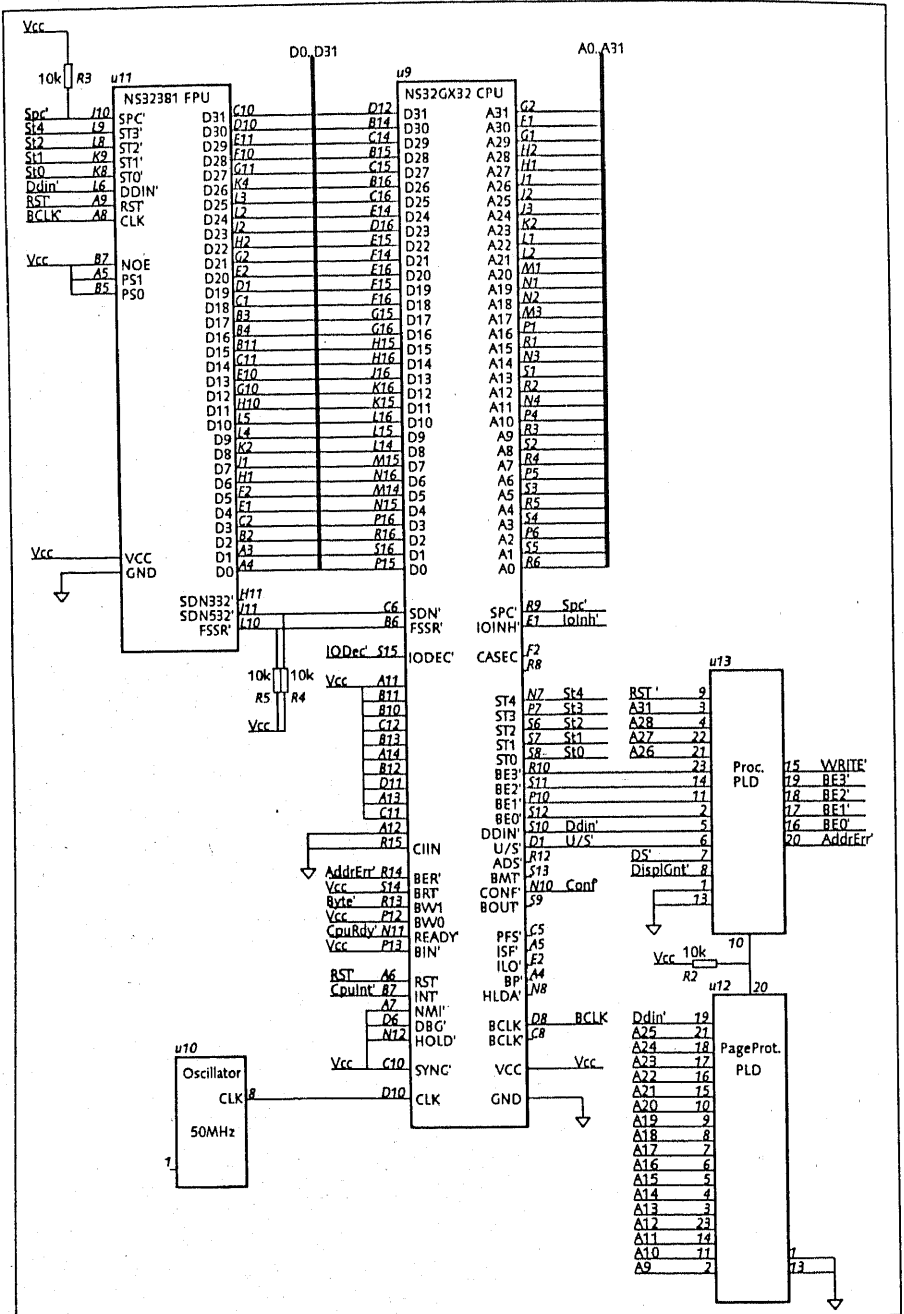 Vcc
10k R3
u11
NS32381 FPU
Spc' J10 SPC'
St4 L9 ST3'
St2 L8 ST2'
St1 K9 ST1'
St0 K8 ST0'
Ddin' L6 DDIN'
RST' A9 RST
BCLK' A8 CLK
Vcc B7 NOE
A5 PS1
B5 PS0
Vcc VCC
GND
D31 C10
D30 D10
D29 E11
D28 F10
D27 G11
D26 K4
D25 L3
D24 L2
D23 J2
D22 H2
D21 G2
D20 E2
D19 D1
D18 C1
D17 B3
D16 B4
D15 B11
D14 C11
D13 E10
D12 G10
D11 H10
D10 L5
D9 L4
D8 K2
D7 J1
D6 H1
D5 F2
D4 E1
D3 C2
D2 B2
D1 A3
D0 A4
SDN332' H11
SDN532' J11
FSSR' L10
10k 10k
R5 R4
Vcc
D0..D31
A0..A31
u9
NS32GX32 CPU
D12 D31
B14 D30
C14 D29
B15 D28
C15 D27
B16 D26
C16 D25
E14 D24
D16 D23
E15 D22
F14 D21
E16 D20
F15 D19
F16 D18
G15 D17
G16 D16
H15 D15
H16 D14
J16 D13
K16 D12
K15 D11
L16 D10
L15 D9
L14 D8
M15 D7
N16 D6
M14 D5
N15 D4
P16 D3
R16 D2
S16 D1
P15 D0
C6 SDN'
B6 FSSR'
IODec' S15 IODEC'
Vcc A11
B11
B10
C12
B13
A14
B12
D11
A13
C11
A12
R15 CIIN
AddrErr' R14 BER'
Vcc S14 BRT'
Byte' R13 BW1
Vcc P12 BW0
CpuRdy' N11 READY'
Vcc P13 BIN'
RST' A6 RST
CpuInt' B7 INT'
A7 NMI'
D6 DBG'
N12 HOLD'
Vcc C10 SYNC'
D10 CLK
A31 G2
A30 F1
A29 G1
A28 H2
A27 H1
A26 J1
A25 J2
A24 J3
A23 K2
A22 L1
A21 L2
A20 M1
A19 N1
A18 N2
A17 M3
A16 P1
A15 R1
A14 N3
A13 S1
A12 R2
A11 N4
A10 P4
A9 R3
A8 S2
A7 R4
A6 P5
A5 S3
A4 R5
A3 S4
A2 P6
A1 S5
A0 R6
SPC' R9 Spc'
IOINH' E1 IoInh'
CASEC F2
R8
ST4 N7 St4
ST3 P7 St3
ST2 S6 St2
ST1 S7 St1
ST0 S8 St0
BE3' R10
BE2' S11
BE1' P10
BE0' S12
DDIN' S10 Ddin'
U/S' D1 U/S'
ADS' R12
BMT' S13
CONF' N10 Conf'
BOUT' S9
PFS' C5
ISF' A5
ILO' E2
BP' A4
HLDA' N8
BCLK D8 BCLK
BCLK' C8
VCC Vcc
GND
u10
Oscillator
CLK 8
50MHz
1
u13
Proc.
PLD
RST' 9
A31 3
A28 4
A27 22
A26 21
23
14
11
2
5
6
DS' 7
DisplGnt' 8
1
13
15 WRITE'
19 BE3'
18 BE2'
17 BE1'
16 BE0'
20 AddrErr'
10
Vcc 10k
R2
u12 20
PageProt.
PLD
Ddin' 19
A25 21
A24 18
A23 17
A22 16
A21 15
A20 10
A19 9
A18 8
A17 7
A16 6
A15 5
A14 4
A13 3
A12 23
A11 14
A10 11
A9 2
1
13